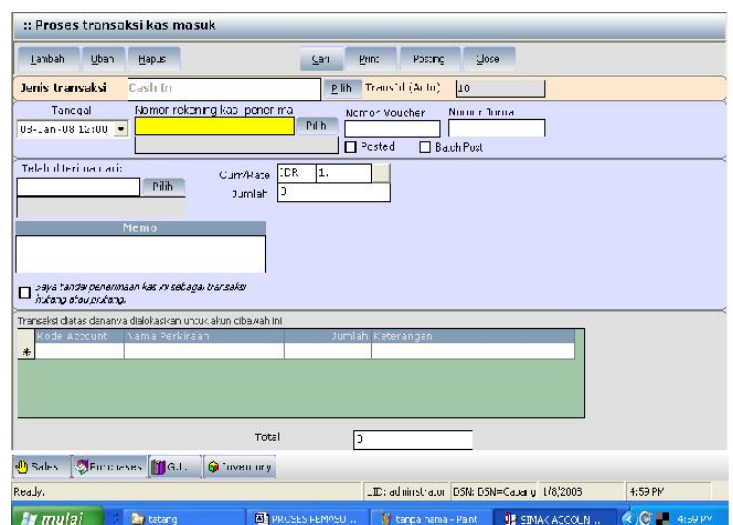 :: Proses transaksi kas masuk
Tambah Ubah Hapus Cari Print Posting Close
Jenis transaksi Cash In Pilih TransId (Auto) 10
Tanggal Nomor rekening kas penerima Nomor Voucher
08-Jan-08 12:00 Pilih
Posted Batch Post
Telah diterima dari: Curr/Rate IDR 1.
Pilih Jumlah 0
Memo
Saya tandai penerimaan kas ini sebagai transaksi
hutang atau piutang.
Transaksi diatas dananya dialokasikan untuk akun dibawah ini
Kode Account Nama Perkiraan Jumlah Keterangan
Total 0
Sales Purchases G.L. Inventory
Ready. UID: administrator DSN: DSN=Cabang 1/8/2008 4:59 PM
mulai tatang PROSES PEMASU ... tanpa nama - Paint SIMAK ACCOUN ... 4:59 PM